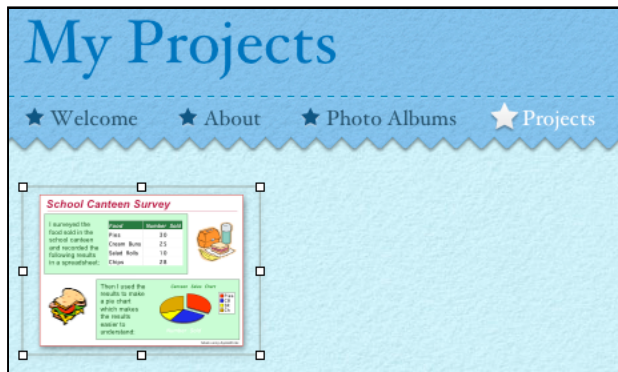 My Projects
Welcome
About
Photo Albums
Projects
School Canteen Survey
I surveyed the
food sold in the
school canteen
and recorded the
following results
in a spreadsheet:
Food Number Sold
Pies 30
Cream Buns 25
Salad Rolls 10
Chips 28
Then I used the
results to make
a pie chart
which makes
the results
easier to
understand:
Canteen Sales Chart
Pies